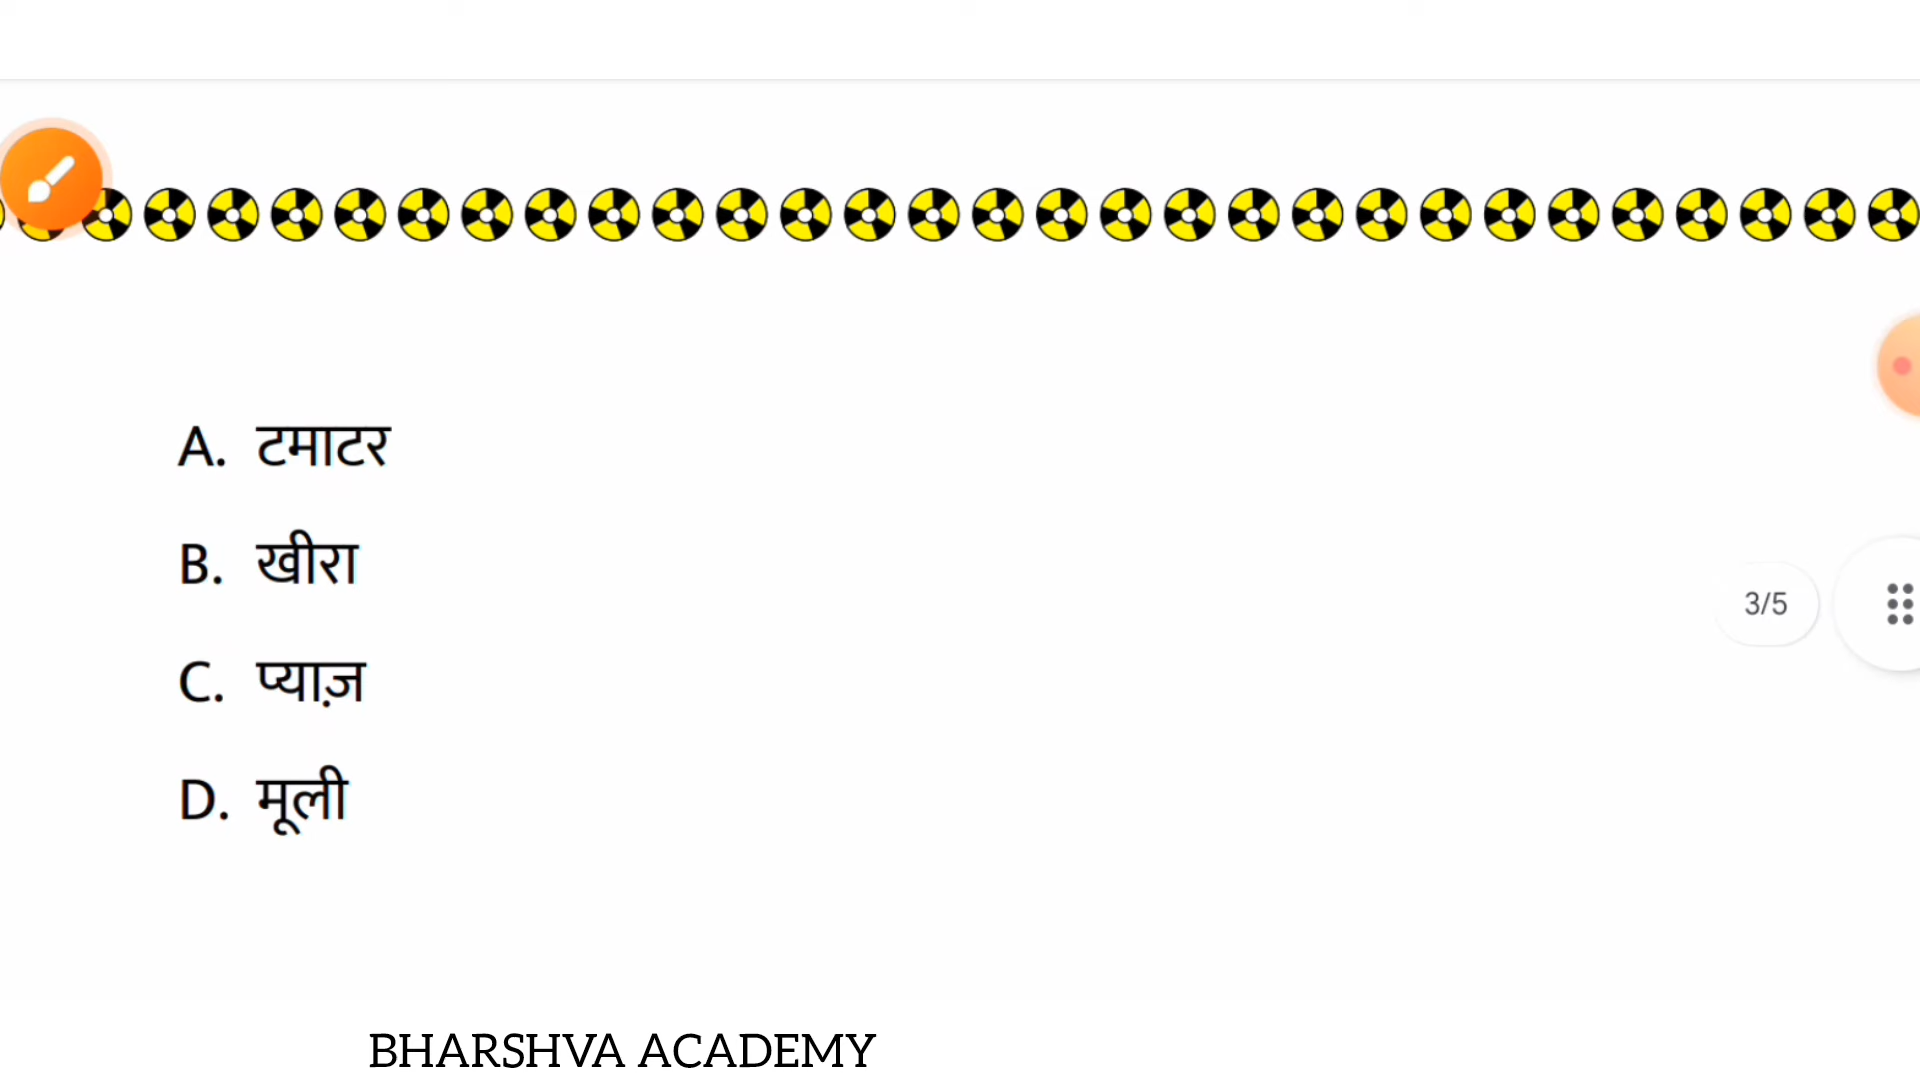 A. टमाटर
B. खीरा
3/5
C. प्याज़
D. मूली
BHARSHVA ACADEMY